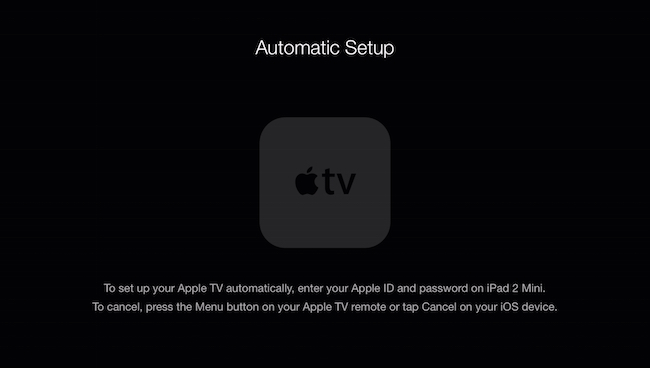 Automatic Setup
tv
To set up your Apple TV automatically, enter your Apple ID and password on iPad 2 Mini.
To cancel, press the Menu button on your Apple TV remote or tap Cancel on your iOS device.